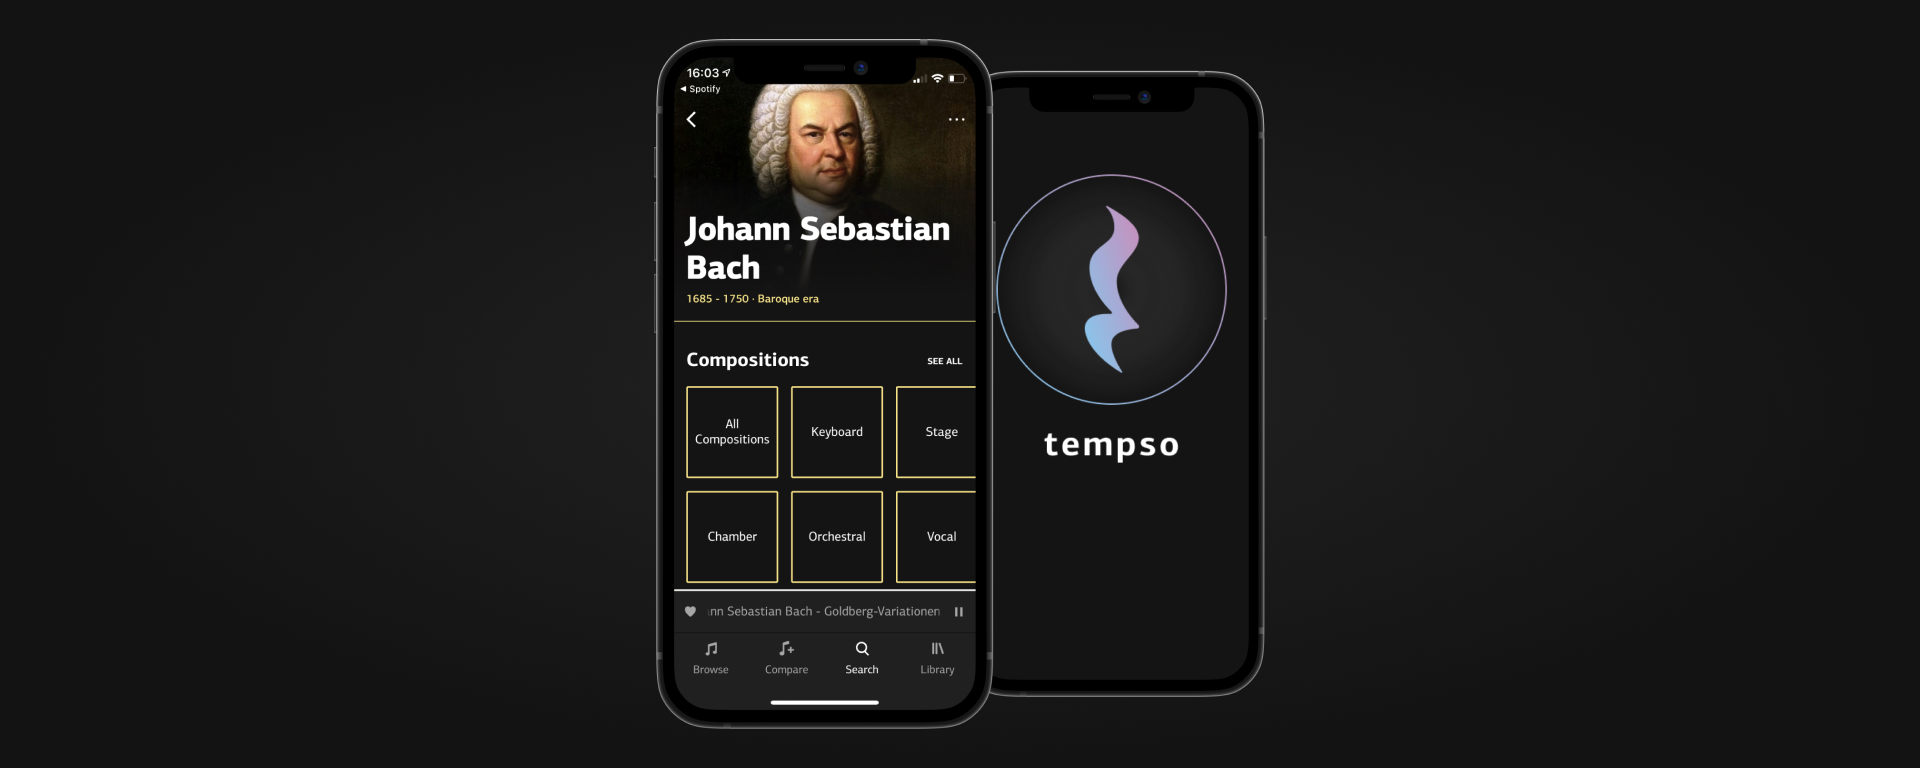 16:03
Spotify
Johann Sebastian
Bach
1685 - 1750 · Baroque era
Compositions
SEE ALL
All
Compositions
Keyboard
Stage
Chamber
Orchestral
Vocal
nn Sebastian Bach - Goldberg-Variationen
Browse
Compare
Search
Library
tempso